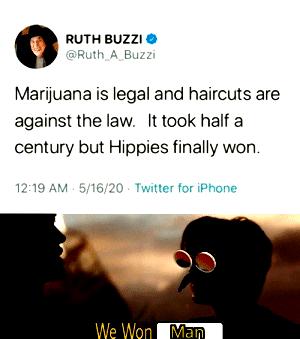 RUTH BUZZI
@Ruth_A_Buzzi
Marijuana is legal and haircuts are
against the law. It took half a
century but Hippies finally won.
12:19 AM · 5/16/20 · Twitter for iPhone
We Won Man